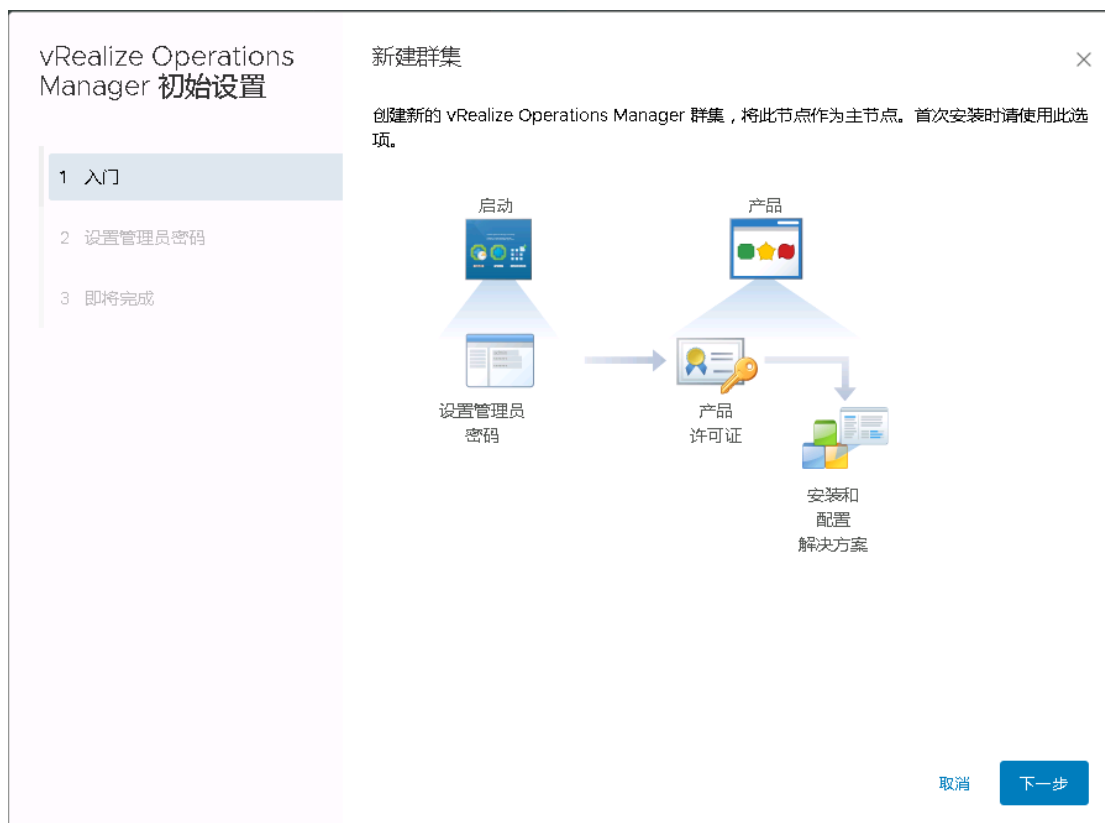 vRealize Operations
Manager 初始设置
1 入门
2 设置管理员密码
3 即将完成
新建群集
创建新的 vRealize Operations Manager 群集，将此节点作为主节点。首次安装时请使用此选
项。
启动
产品
设置管理员
密码
产品
许可证
安装和
配置
解决方案
取消
下一步